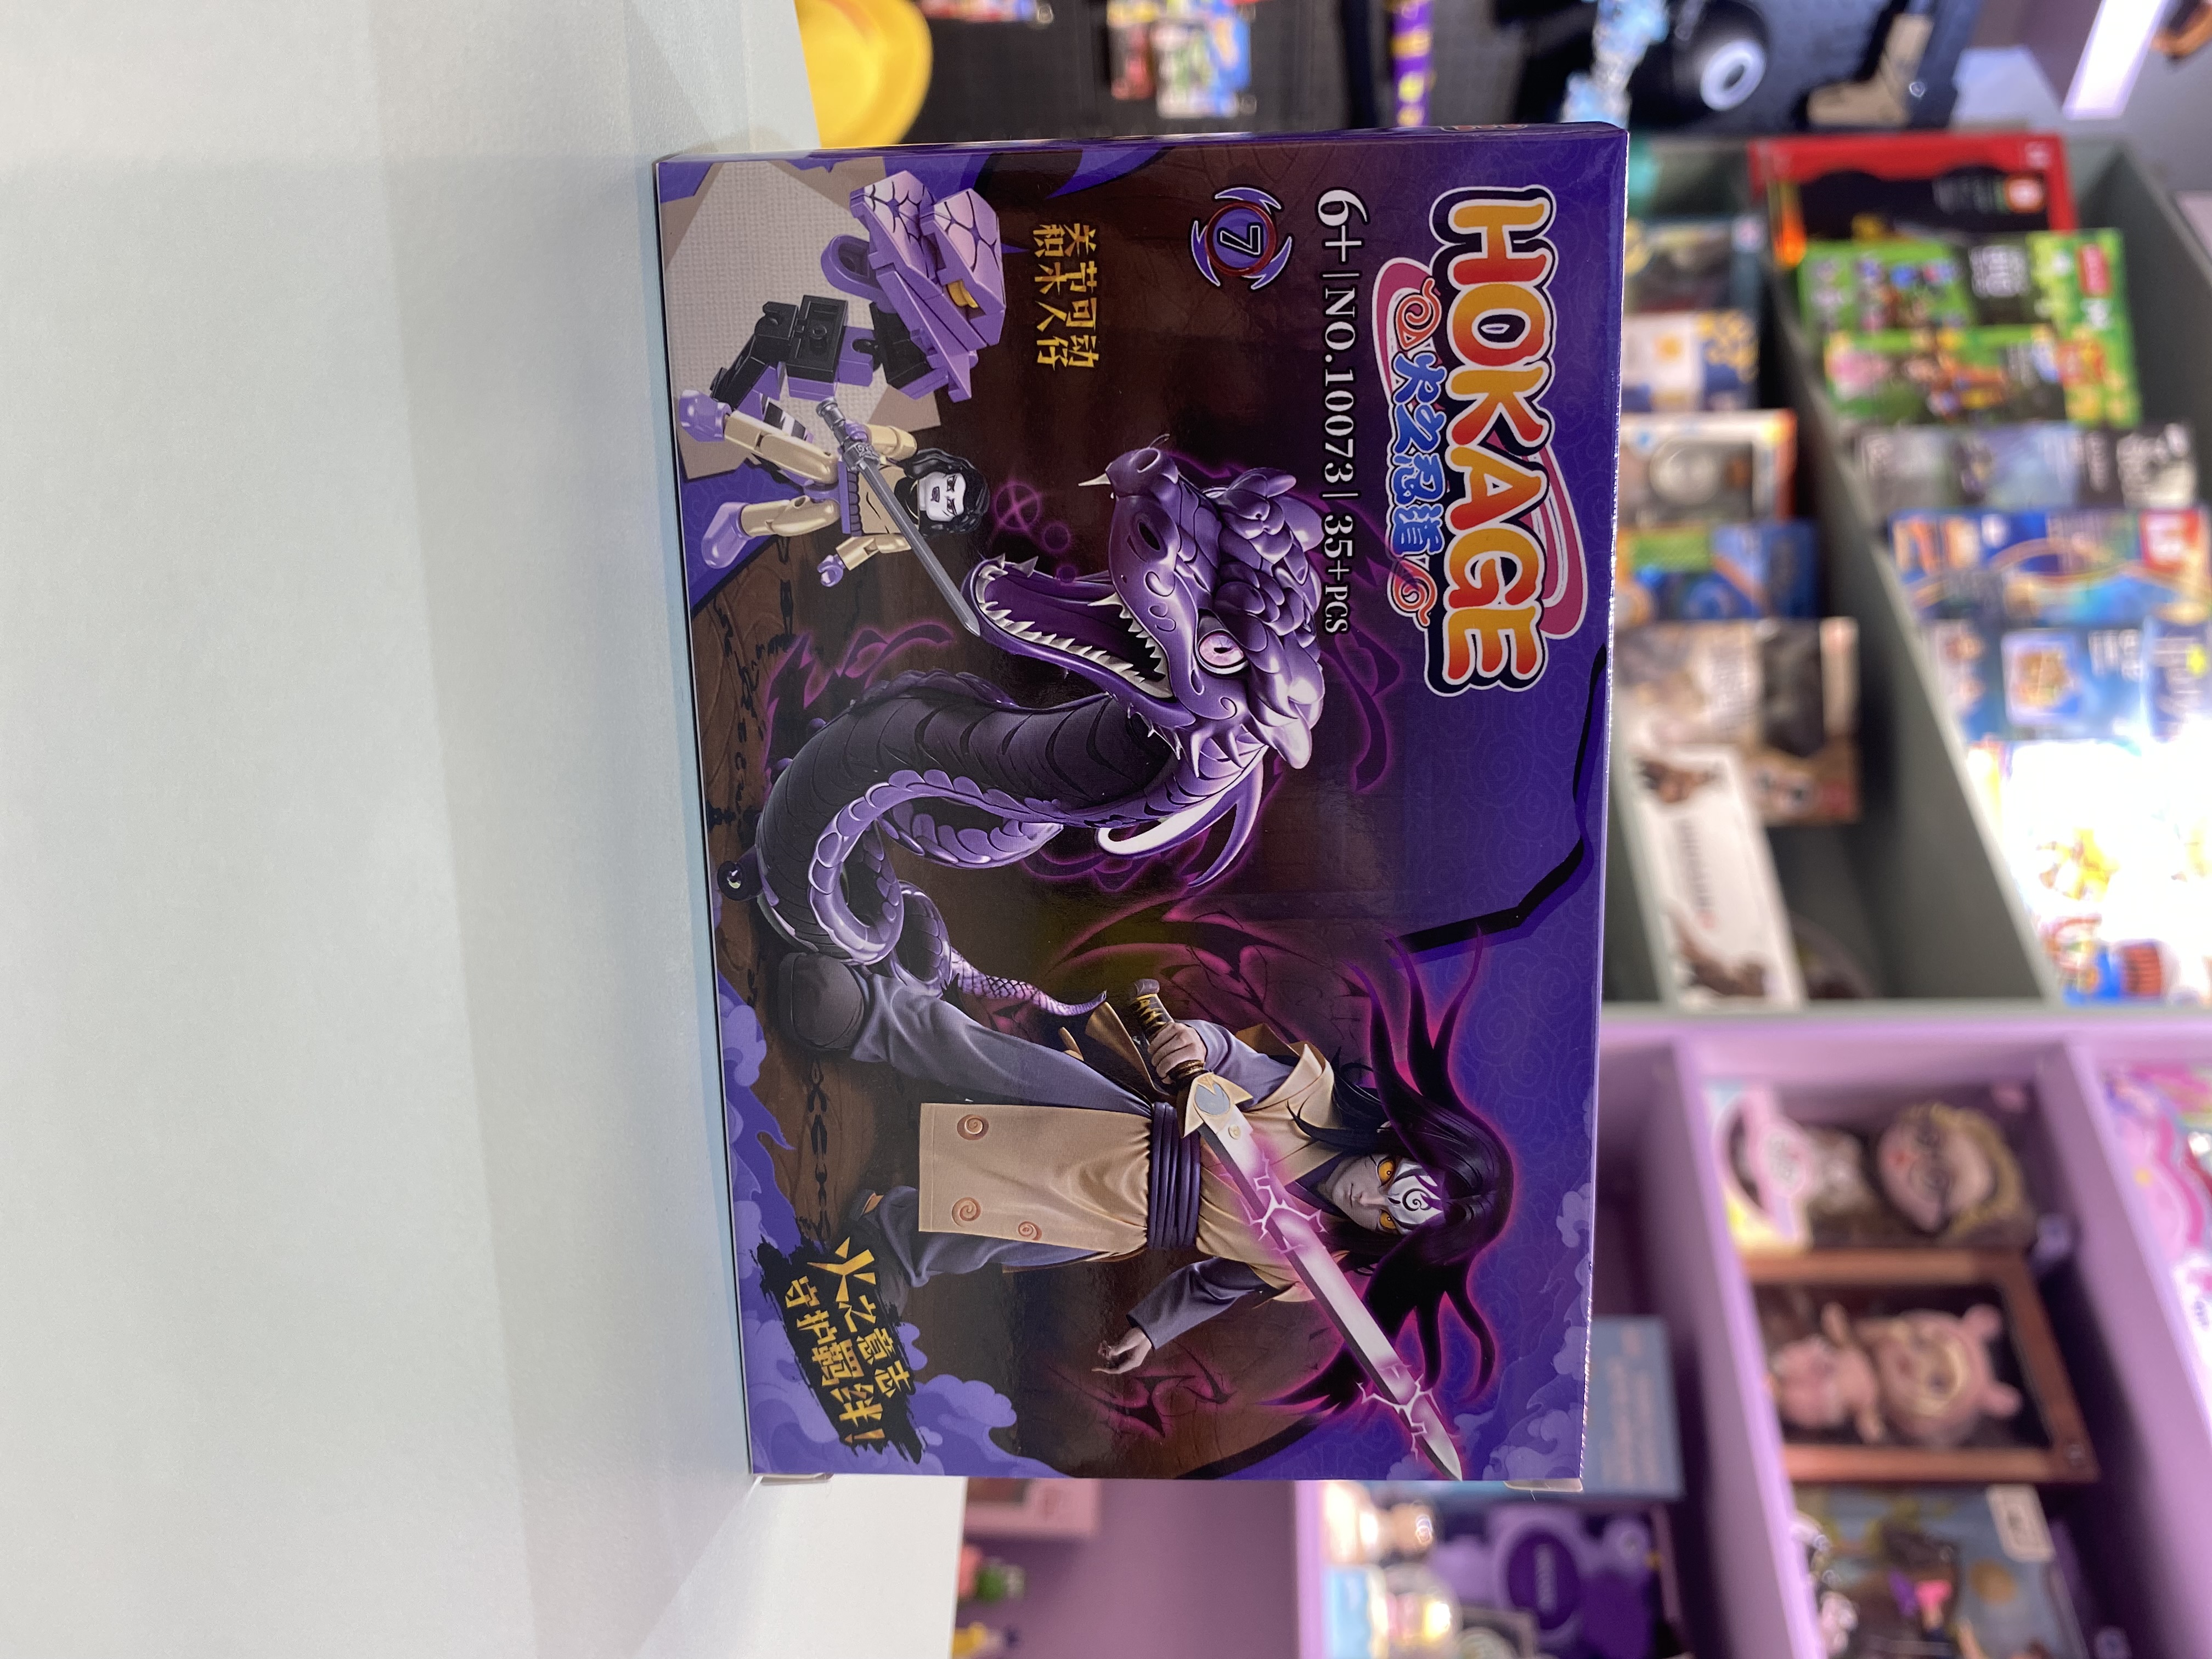 HOKAGE
火之忍道
6+|NO.10073|35+PCS
7
关节可动
积木人仔
火之意志
守护羁绊!